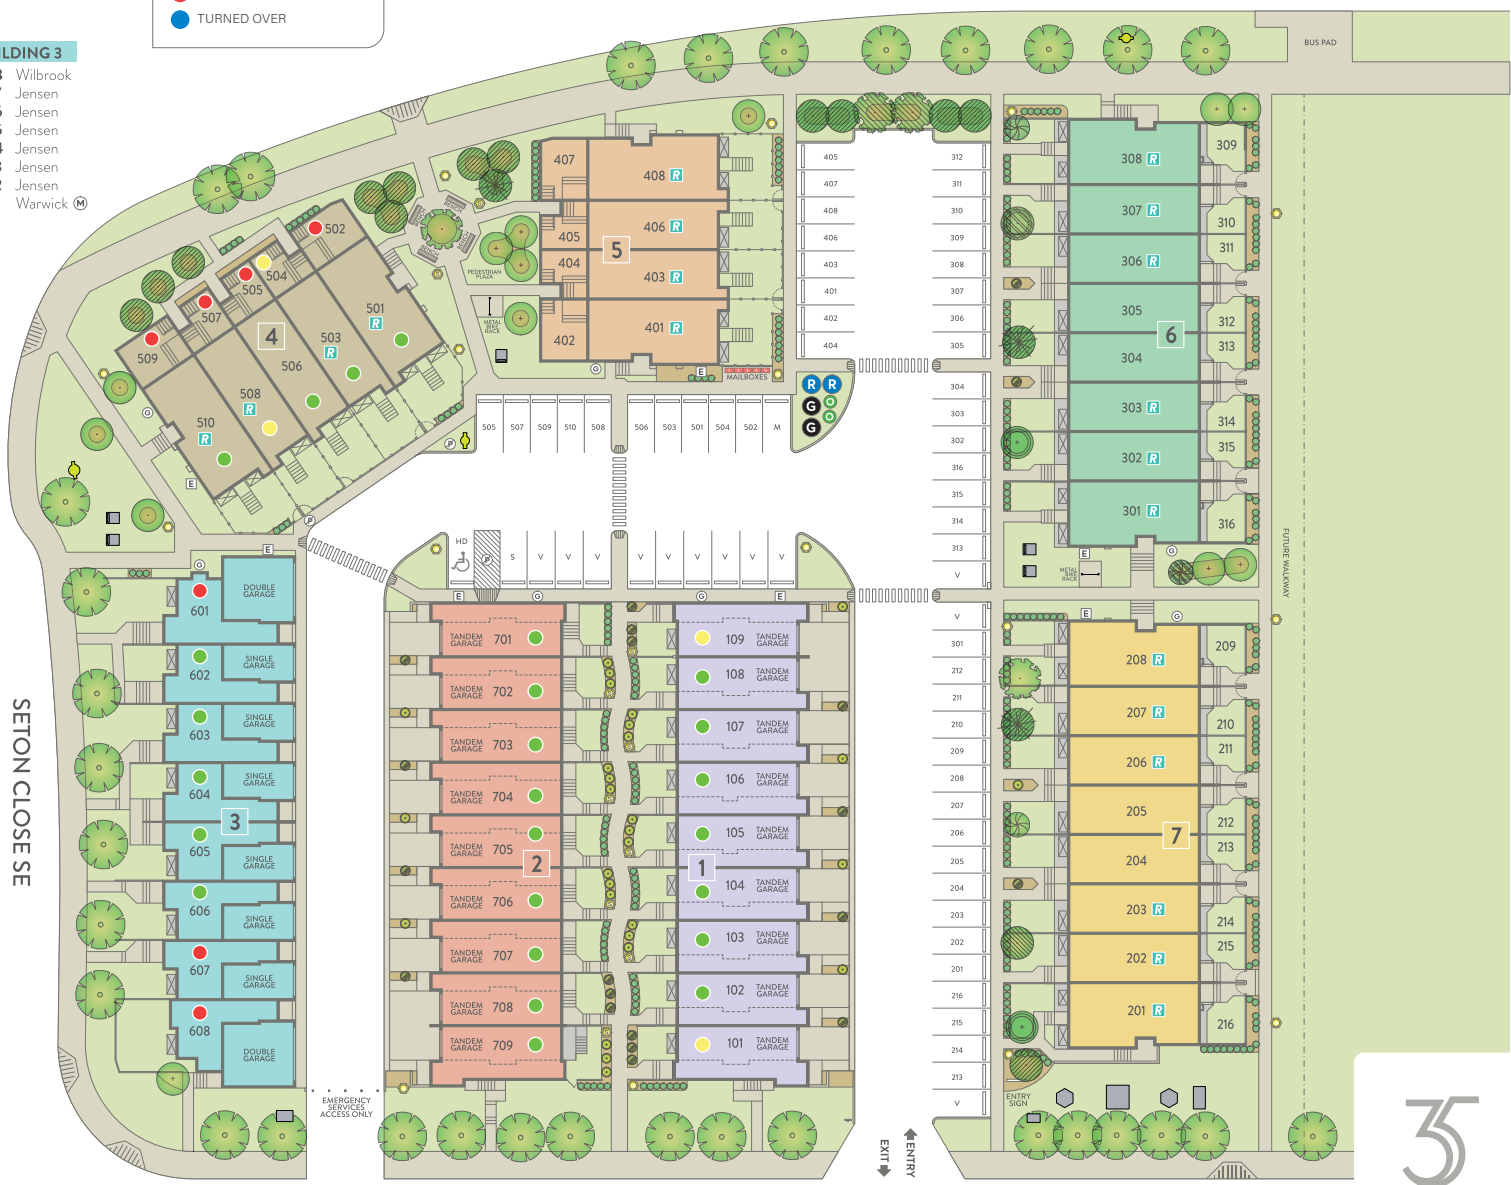 TURNED OVER
ILDING 3
Wilbrook
Jensen
Jensen
Jensen
Jensen
Jensen
Jensen
Warwick M
BUS PAD
407
408
405
406
404
403
402
401
5
502
504
505
507
509
501
503
506
508
510
4
BENCH
BENCH
BENCH
BENCH
PEDESTRIAN
PLAZA
METAL
BIKE
RACK
MAILBOXES
E
G
405
407
408
406
403
401
402
404
312
311
310
309
308
307
306
305
304
303
302
316
315
314
313
V
V
301
212
211
210
209
208
207
206
205
204
203
202
201
216
215
214
213
V
308 R
307 R
306 R
305
304
303 R
302 R
301 R
6
309
310
311
312
313
314
315
316
R R
G
G
505 507 509 510 508
506 503 501 504 502 M
HD
P
S V V V
V V V V V V
METAL
BIKE
RACK
FUTURE WALKWAY
208 R
207 R
206 R
205
204
203 R
202 R
201 R
7
209
210
211
212
213
214
215
216
601
602
603
604
605
606
607
608
3
DOUBLE
GARAGE
SINGLE
GARAGE
SINGLE
GARAGE
SINGLE
GARAGE
SINGLE
GARAGE
SINGLE
GARAGE
SINGLE
GARAGE
DOUBLE
GARAGE
TANDEM
GARAGE 701
TANDEM
GARAGE 702
TANDEM
GARAGE 703
TANDEM
GARAGE 704
TANDEM
GARAGE 705
TANDEM
GARAGE 706
TANDEM
GARAGE 707
TANDEM
GARAGE 708
TANDEM
GARAGE 709
2
109 TANDEM
GARAGE
108 TANDEM
GARAGE
107 TANDEM
GARAGE
106 TANDEM
GARAGE
105 TANDEM
GARAGE
104 TANDEM
GARAGE
103 TANDEM
GARAGE
102 TANDEM
GARAGE
101 TANDEM
GARAGE
1
SETON CLOSE SE
EMERGENCY
SERVICES
ACCESS ONLY
EXIT
ENTRY
ENTRY
SIGN
35